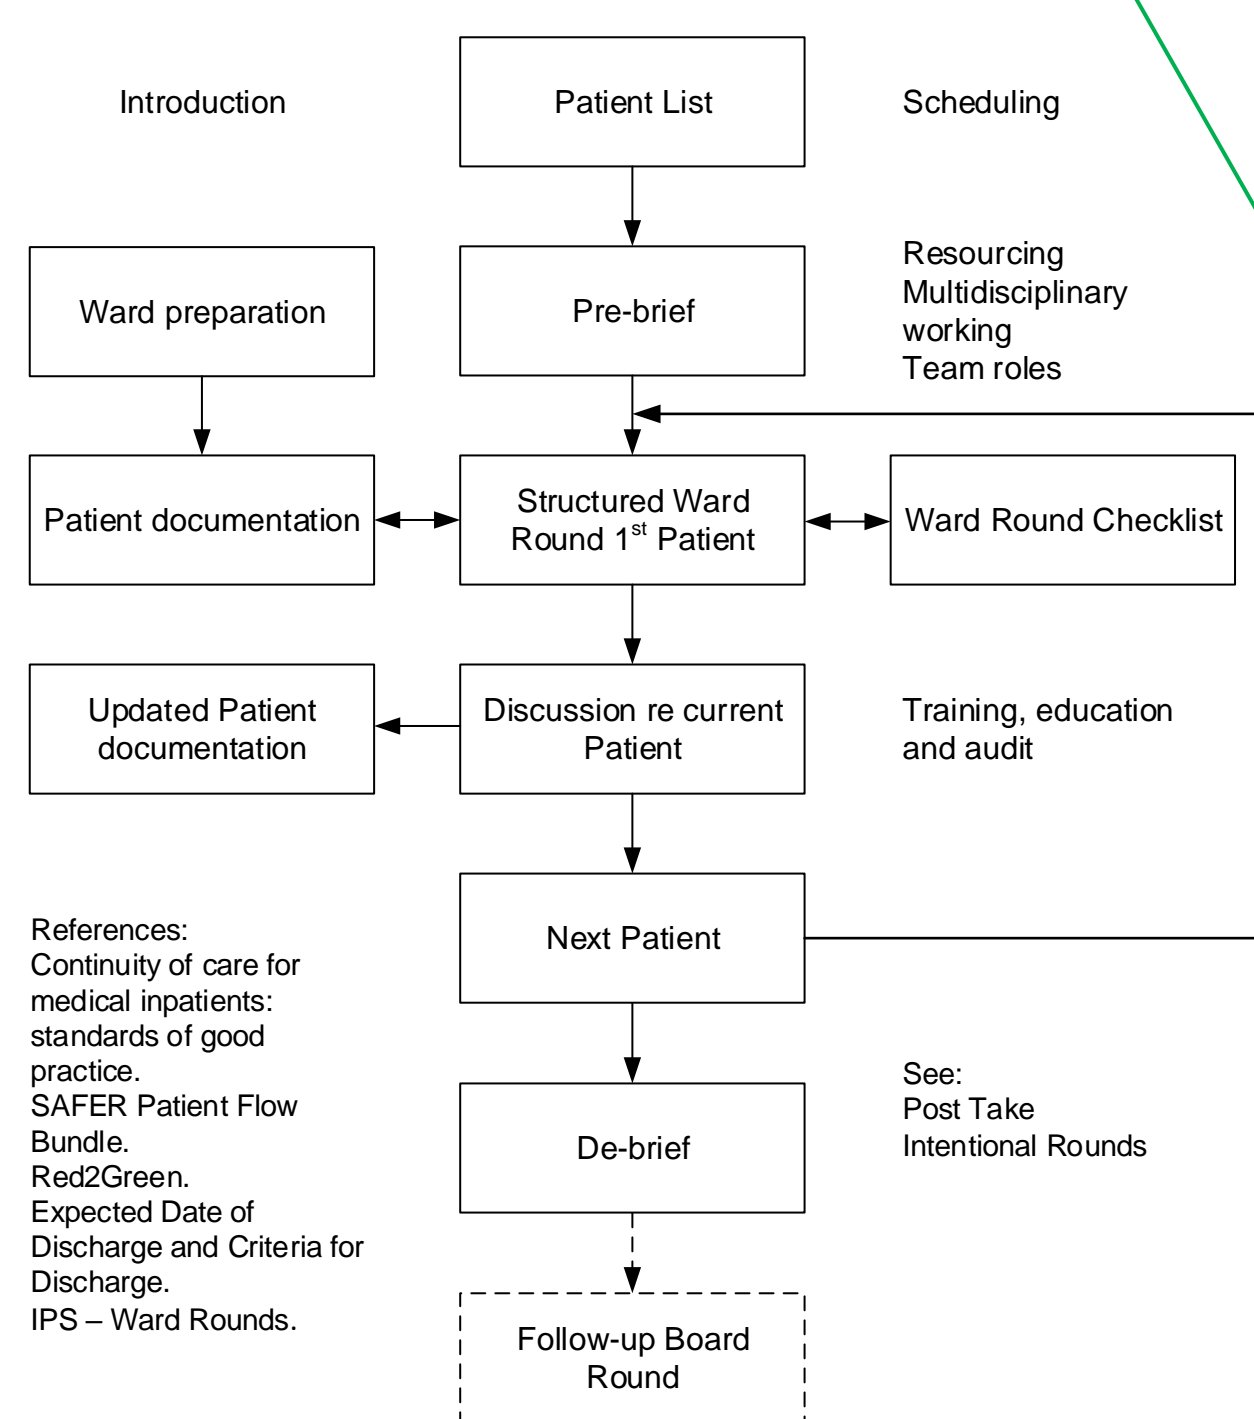 Introduction
Patient List
Scheduling
Ward preparation
Pre-brief
Resourcing
Multidisciplinary
working
Team roles
Patient documentation
Structured Ward
Round 1st Patient
Ward Round Checklist
Updated Patient
documentation
Discussion re current
Patient
Training, education
and audit
Next Patient
References:
Continuity of care for
medical inpatients:
standards of good
practice.
SAFER Patient Flow
Bundle.
Red2Green.
Expected Date of
Discharge and Criteria for
Discharge.
IPS – Ward Rounds.
De-brief
See:
Post Take
Intentional Rounds
Follow-up Board
Round